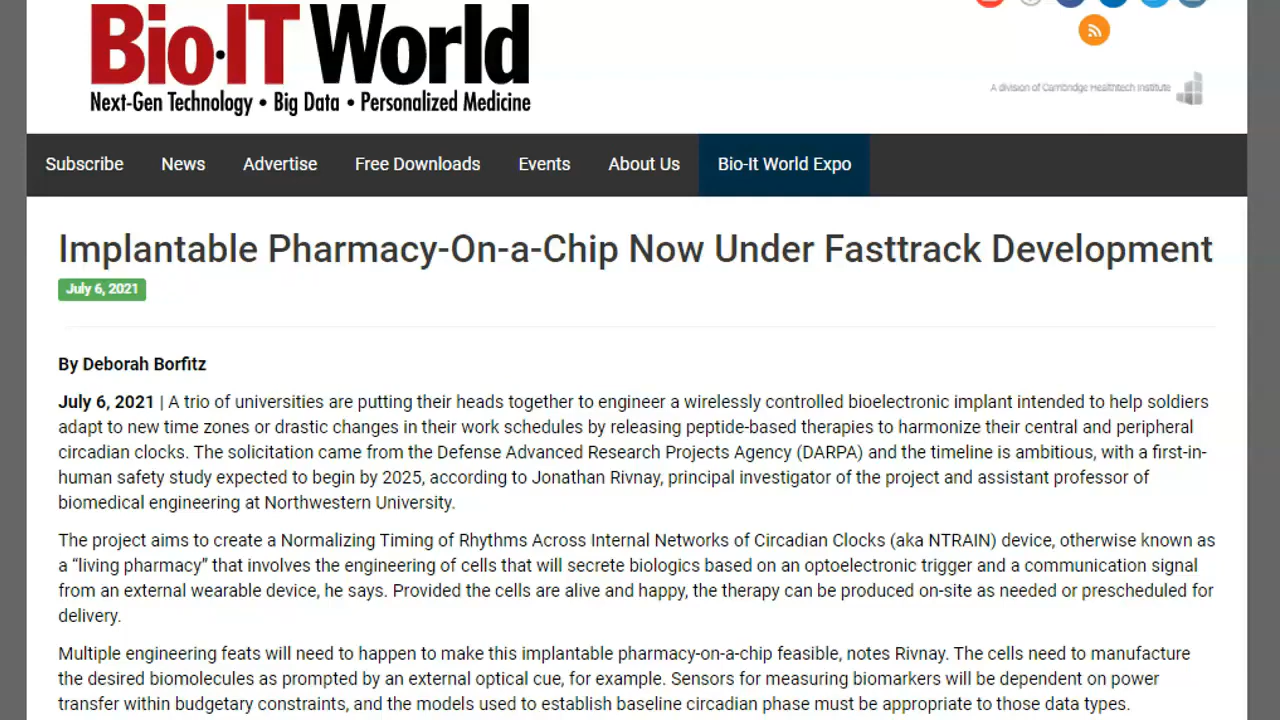 Bio·IT World
Next-Gen Technology • Big Data • Personalized Medicine
A division of Cambridge Healthtech Institute
Subscribe News Advertise Free Downloads Events About Us Bio-It World Expo
Implantable Pharmacy-On-a-Chip Now Under Fasttrack Development
July 6, 2021
By Deborah Borfitz
July 6, 2021 | A trio of universities are putting their heads together to engineer a wirelessly controlled bioelectronic implant intended to help soldiers
adapt to new time zones or drastic changes in their work schedules by releasing peptide-based therapies to harmonize their central and peripheral
circadian clocks. The solicitation came from the Defense Advanced Research Projects Agency (DARPA) and the timeline is ambitious, with a first-in-
human safety study expected to begin by 2025, according to Jonathan Rivnay, principal investigator of the project and assistant professor of
biomedical engineering at Northwestern University.
The project aims to create a Normalizing Timing of Rhythms Across Internal Networks of Circadian Clocks (aka NTRAIN) device, otherwise known as
a “living pharmacy” that involves the engineering of cells that will secrete biologics based on an optoelectronic trigger and a communication signal
from an external wearable device, he says. Provided the cells are alive and happy, the therapy can be produced on-site as needed or prescheduled for
delivery.
Multiple engineering feats will need to happen to make this implantable pharmacy-on-a-chip feasible, notes Rivnay. The cells need to manufacture
the desired biomolecules as prompted by an external optical cue, for example. Sensors for measuring biomarkers will be dependent on power
transfer within budgetary constraints, and the models used to establish baseline circadian phase must be appropriate to those data types.